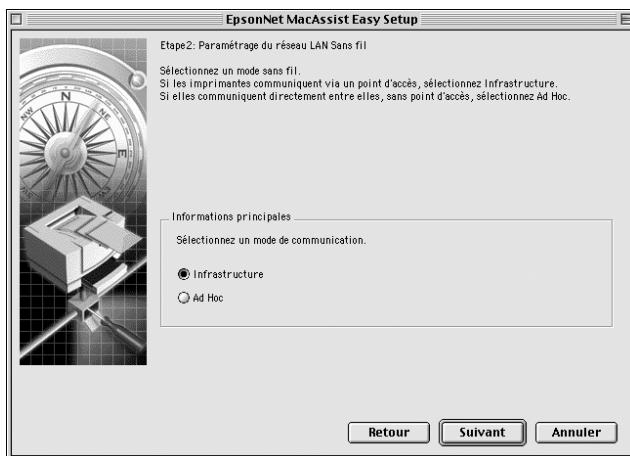 EpsonNet MacAssist Easy Setup
Etape2: Paramétrage du réseau LAN Sans fil
Sélectionnez un mode sans fil.
Si les imprimantes communiquent via un point d'accès, sélectionnez Infrastructure.
Si elles communiquent directement entre elles, sans point d'accès, sélectionnez Ad Hoc.
N
NE
E
NW
Informations principales
Sélectionnez un mode de communication.
Infrastructure
Ad Hoc
Retour
Suivant
Annuler